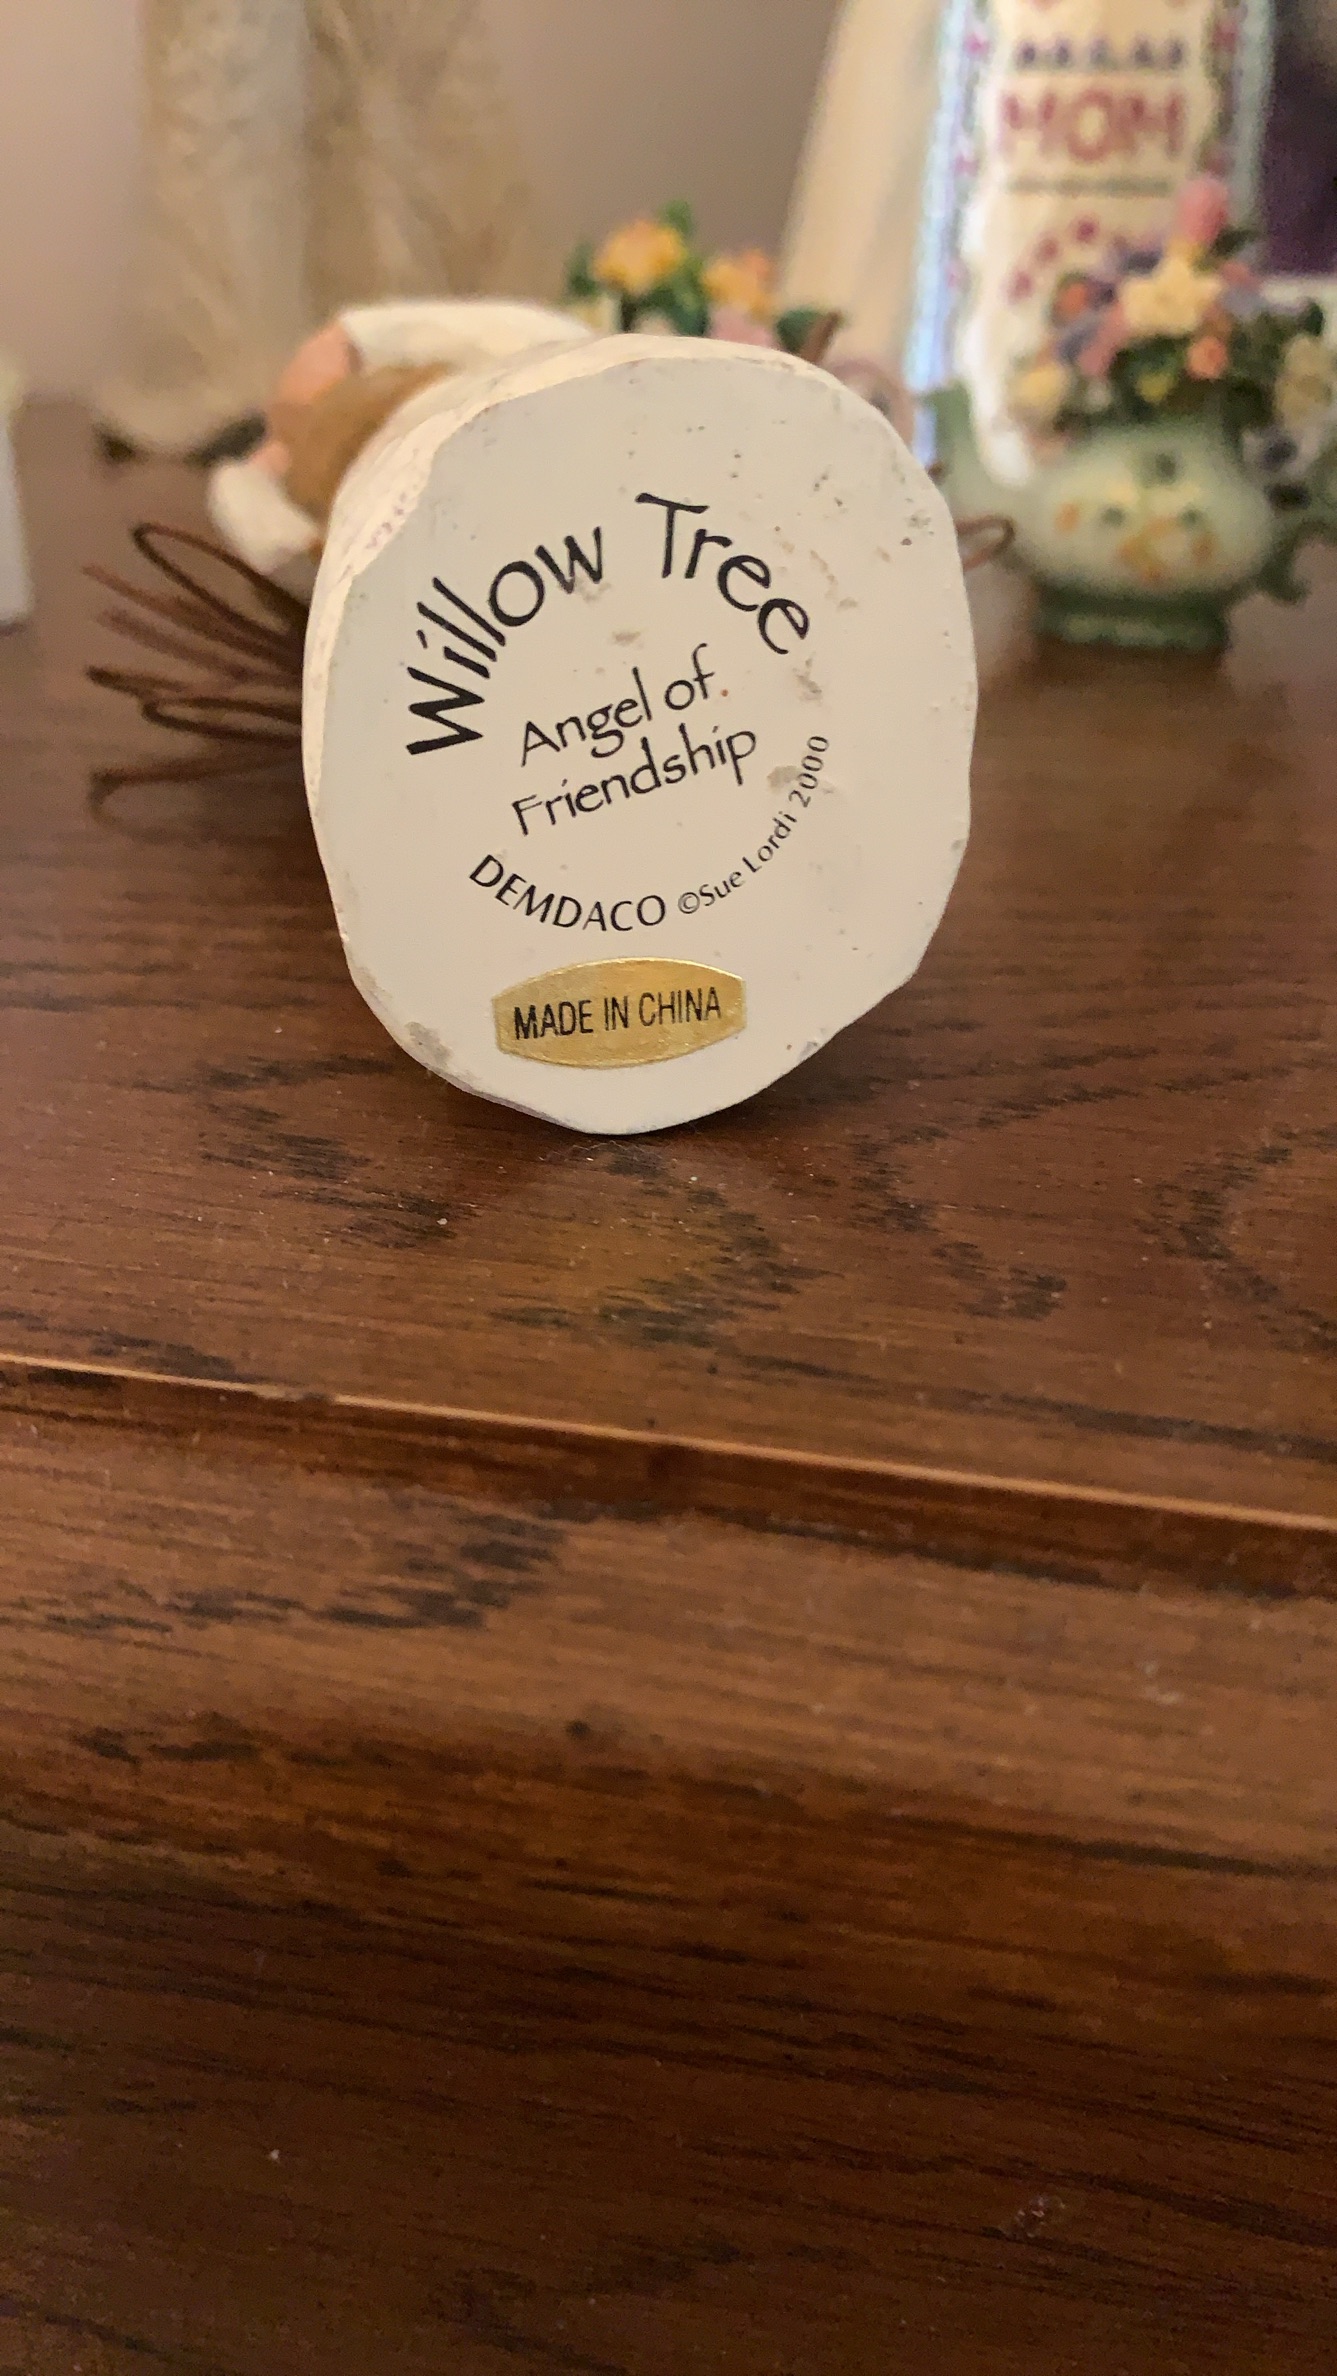 Willow Tree
Angel of
Friendship
DEMDACO ©Sue Lordi 2000
MADE IN CHINA
MOM